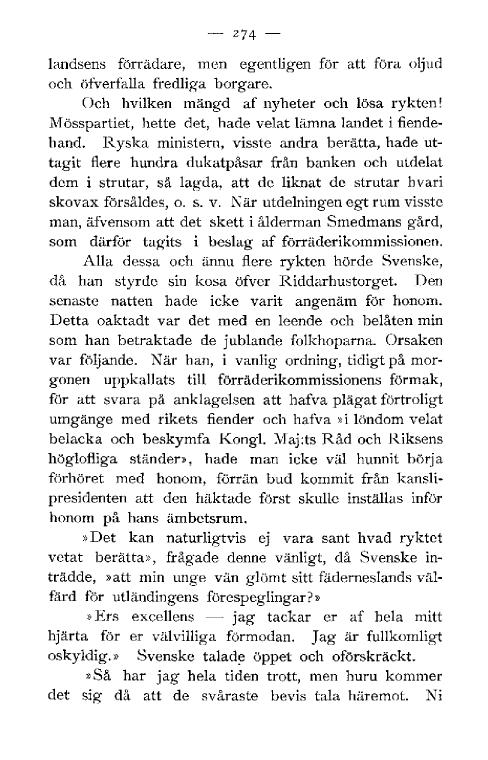 — 274 —
landsens förrädare, men egentligen för att föra oljud
och öfverfalla fredliga borgare.
Och hvilken mängd af nyheter och lösa rykten!
Mösspartiet, hette det, hade velat lämna landet i fiende-
hand. Ryska ministern, visste andra berätta, hade ut-
tagit flere hundra dukatpåsar från banken och utdelat
dem i strutar, så lagda, att de liknat de strutar hvari
skovax försåldes, o. s. v. När utdelningen egt rum visste
man, äfvensom att det skett i ålderman Smedmans gård,
som därför tagits i beslag af förräderikommissionen.
Alla dessa och ännu flere rykten hörde Svenske,
då han styrde sin kosa öfver Riddarhustorget. Den
senaste natten hade icke varit angenäm för honom.
Detta oaktadt var det med en leende och belåten min
som han betraktade de jublande folkhoparna. Orsaken
var följande. När han, i vanlig ordning, tidigt på mor-
gonen uppkallats till förräderikommissionens förmak,
för att svara på anklagelsen att hafva plägat förtroligt
umgänge med rikets fiender och hafva »i löndom velat
belacka och beskymfa Kongl. Maj:ts Råd och Riksens
höglofliga ständer», hade man icke väl hunnit börja
förhöret med honom, förrän bud kommit från kansli-
presidenten att den häktade först skulle inställas inför
honom på hans ämbetsrum.
»Det kan naturligtvis ej vara sant hvad ryktet
vetat berätta», frågade denne vänligt, då Svenske in-
trädde, »att min unge vän glömt sitt fäderneslands väl-
färd för utländingens förespeglingar?»
»Ers excellens — jag tackar er af hela mitt
hjärta för er välvilliga förmodan. Jag är fullkomligt
oskyldig.» Svenske talade öppet och oförskräckt.
»Så har jag hela tiden trott, men huru kommer
det sig då att de svåraste bevis tala häremot. Ni